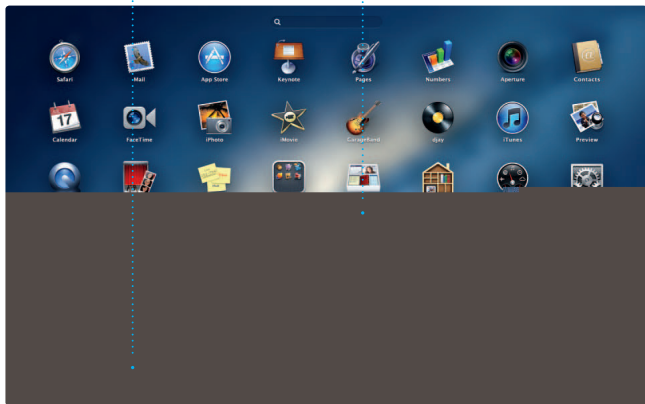 Safari Mail App Store Keynote Pages Numbers Aperture Contacts
17
Calendar FaceTime iPhoto iMovie GarageBand djay iTunes Preview